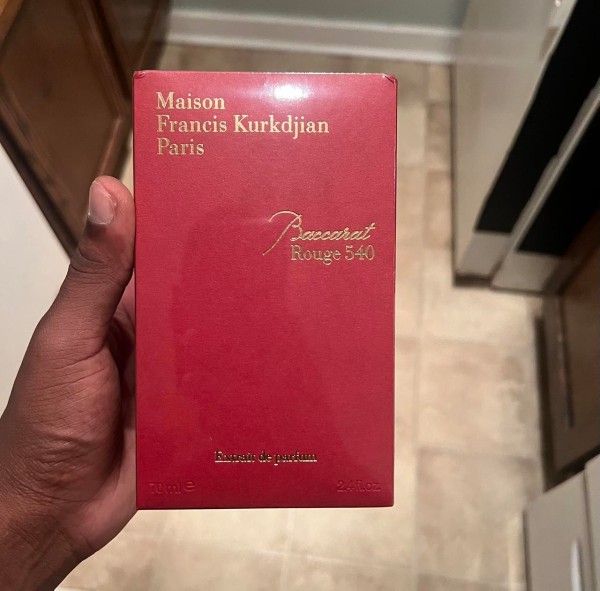 Maison
Francis Kurkdjian
Paris
Baccarat
Rouge 540
Extrait de parfum
70 ml ℮ 2.4 fl.oz